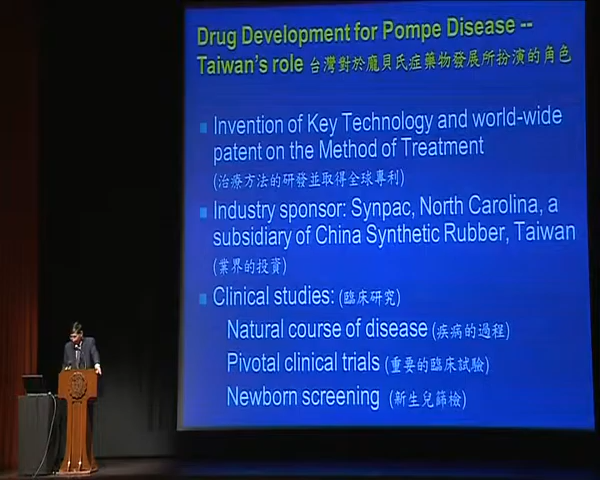 Drug Development for Pompe Disease --
Taiwan's role 台灣對於龐貝氏症藥物發展所扮演的角色
Invention of Key Technology and world-wide
patent on the Method of Treatment
(治療方法的研發並取得全球專利)
Industry sponsor: Synpac, North Carolina, a
subsidiary of China Synthetic Rubber, Taiwan
(業界的投資)
Clinical studies: (臨床研究)
Natural course of disease (疾病的過程)
Pivotal clinical trials (重要的臨床試驗)
Newborn screening (新生兒篩檢)